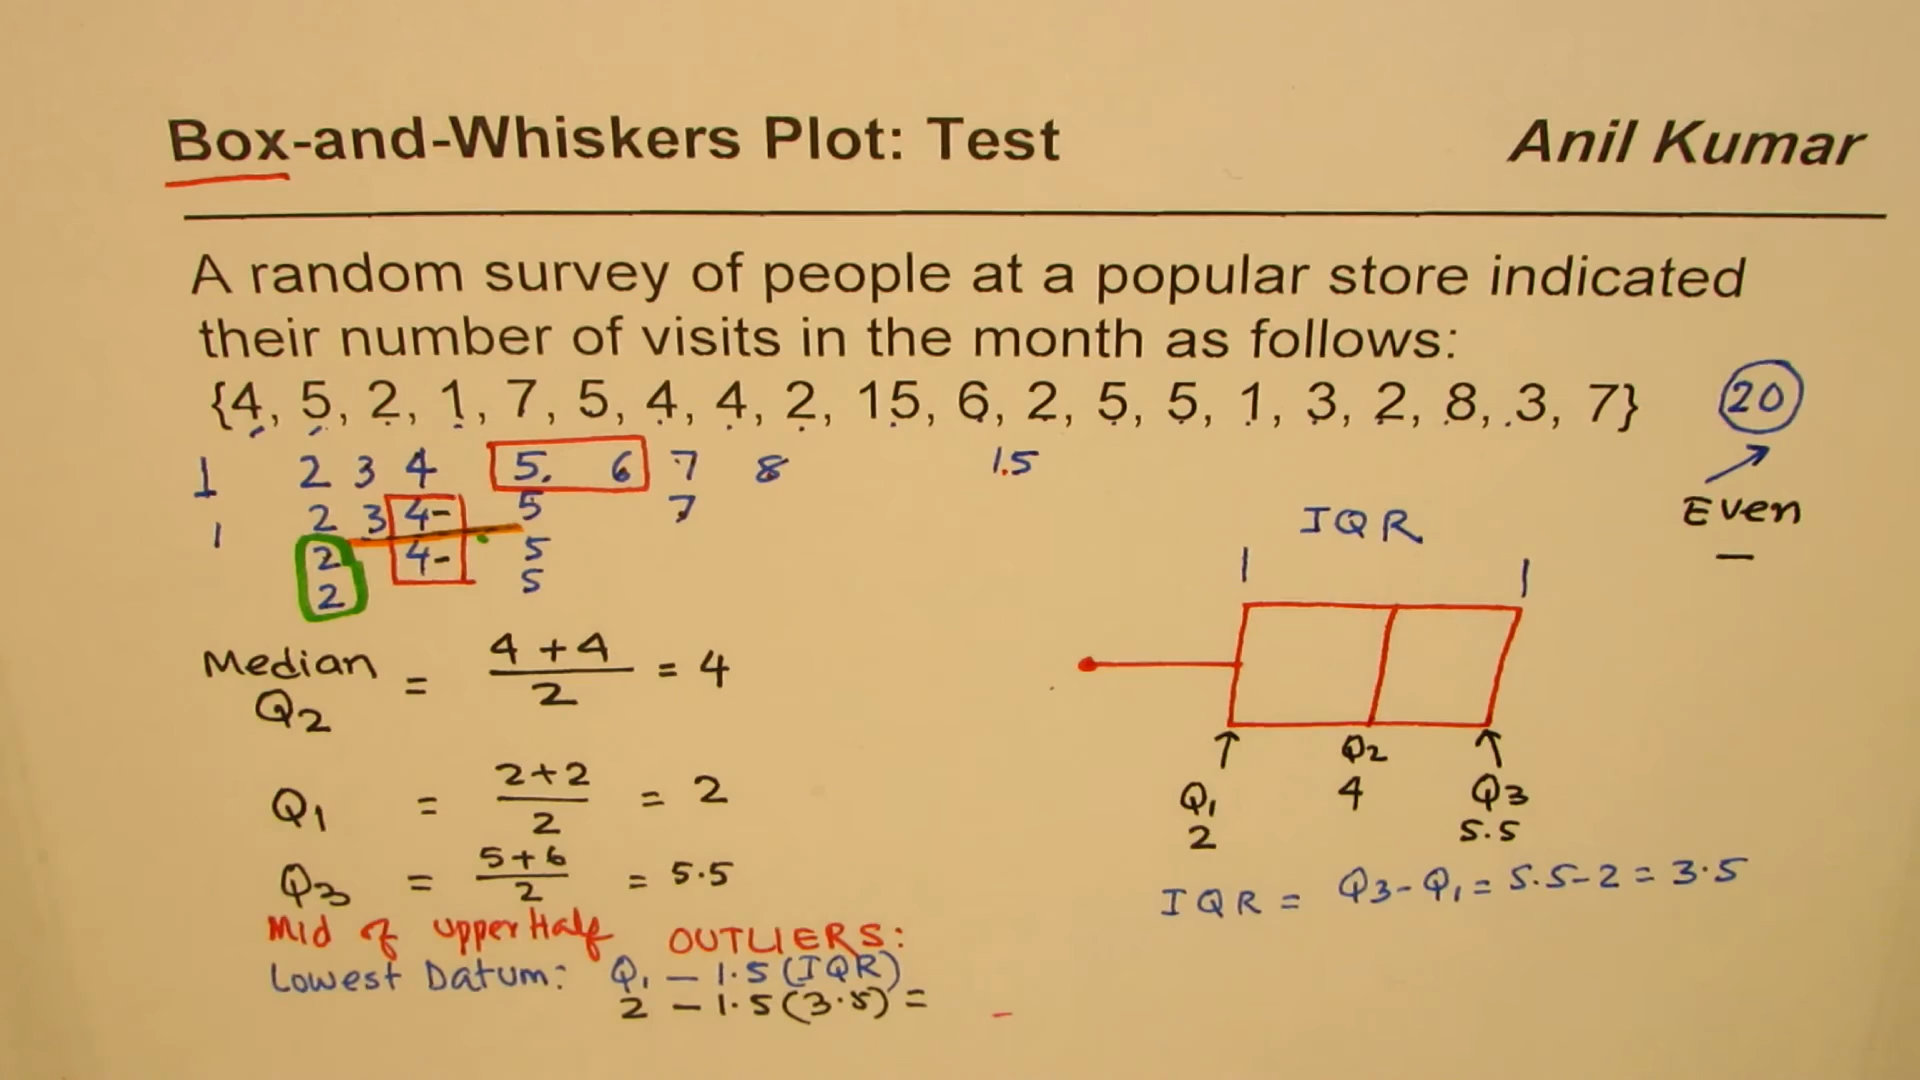 Box-and-Whiskers Plot: Test
Anil Kumar
A random survey of people at a popular store indicated
their number of visits in the month as follows:
{4, 5, 2, 1, 7, 5, 4, 4, 2, 15, 6, 2, 5, 5, 1, 3, 2, 8, 3, 7}
20
Even
1 2 3 4 5. 6 7 8 1.5
1 2 3 4- 5 7
2 4- 5
2 5
Median
Q2 = 4+4 / 2 = 4
Q1 = 2+2 / 2 = 2
Q3 = 5+6 / 2 = 5.5
Mid of upper Half
OUTLIERS:
Lowest Datum: Q1 - 1.5 (IQR)
2 - 1.5 (3.5) =
IQR
Q1 Q2 Q3
2 4 5.5
IQR = Q3 - Q1 = 5.5 - 2 = 3.5